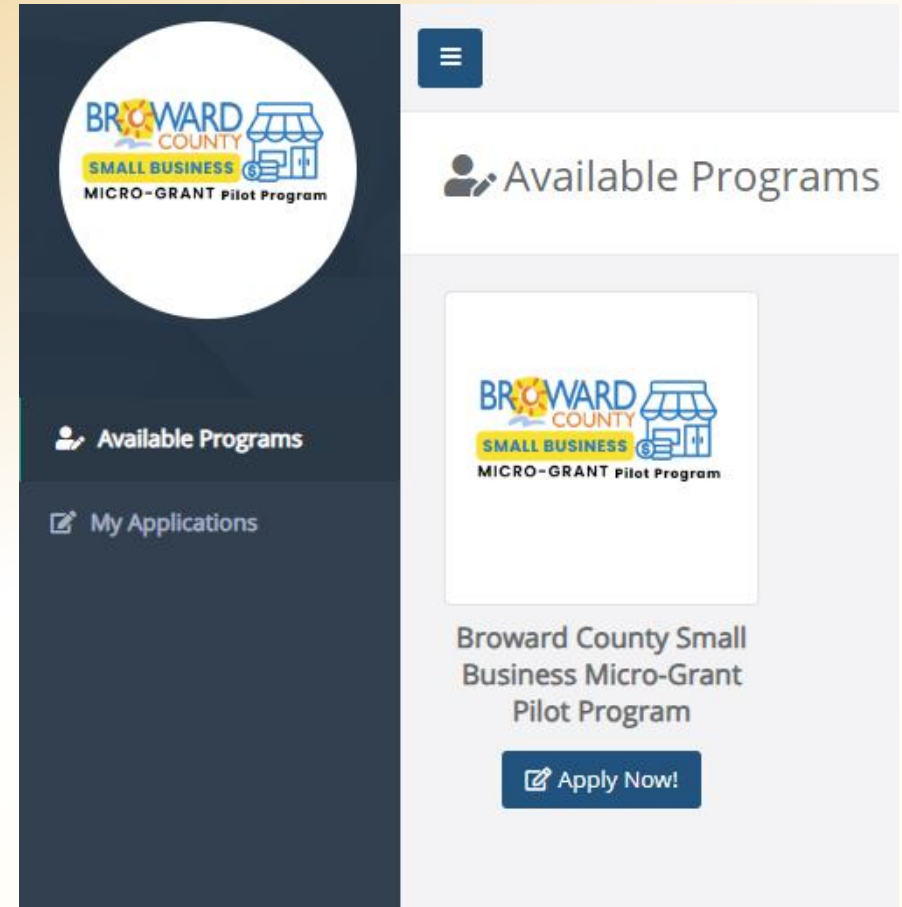 BROWARD
COUNTY
SMALL BUSINESS
MICRO-GRANT Pilot Program
Available Programs
My Applications
Available Programs
BROWARD
COUNTY
SMALL BUSINESS
MICRO-GRANT Pilot Program
Broward County Small
Business Micro-Grant
Pilot Program
Apply Now!